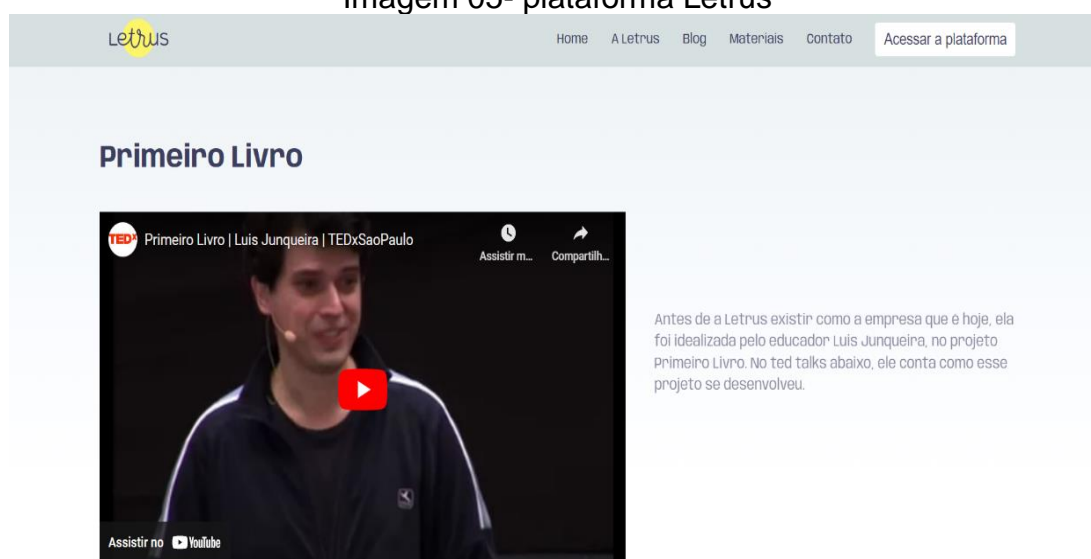 Imagem 05- plataforma Letrus
Letrus
Home A Letrus Blog Materiais Contato Acessar a plataforma
Primeiro Livro
TEDx Primeiro Livro | Luis Junqueira | TEDxSaoPaulo
Assistir m... Compartilh...
Antes de a Letrus existir como a empresa que é hoje, ela
foi idealizada pelo educador Luis Junqueira, no projeto
Primeiro Livro. No ted talks abaixo, ele conta como esse
projeto se desenvolveu.
Assistir no YouTube